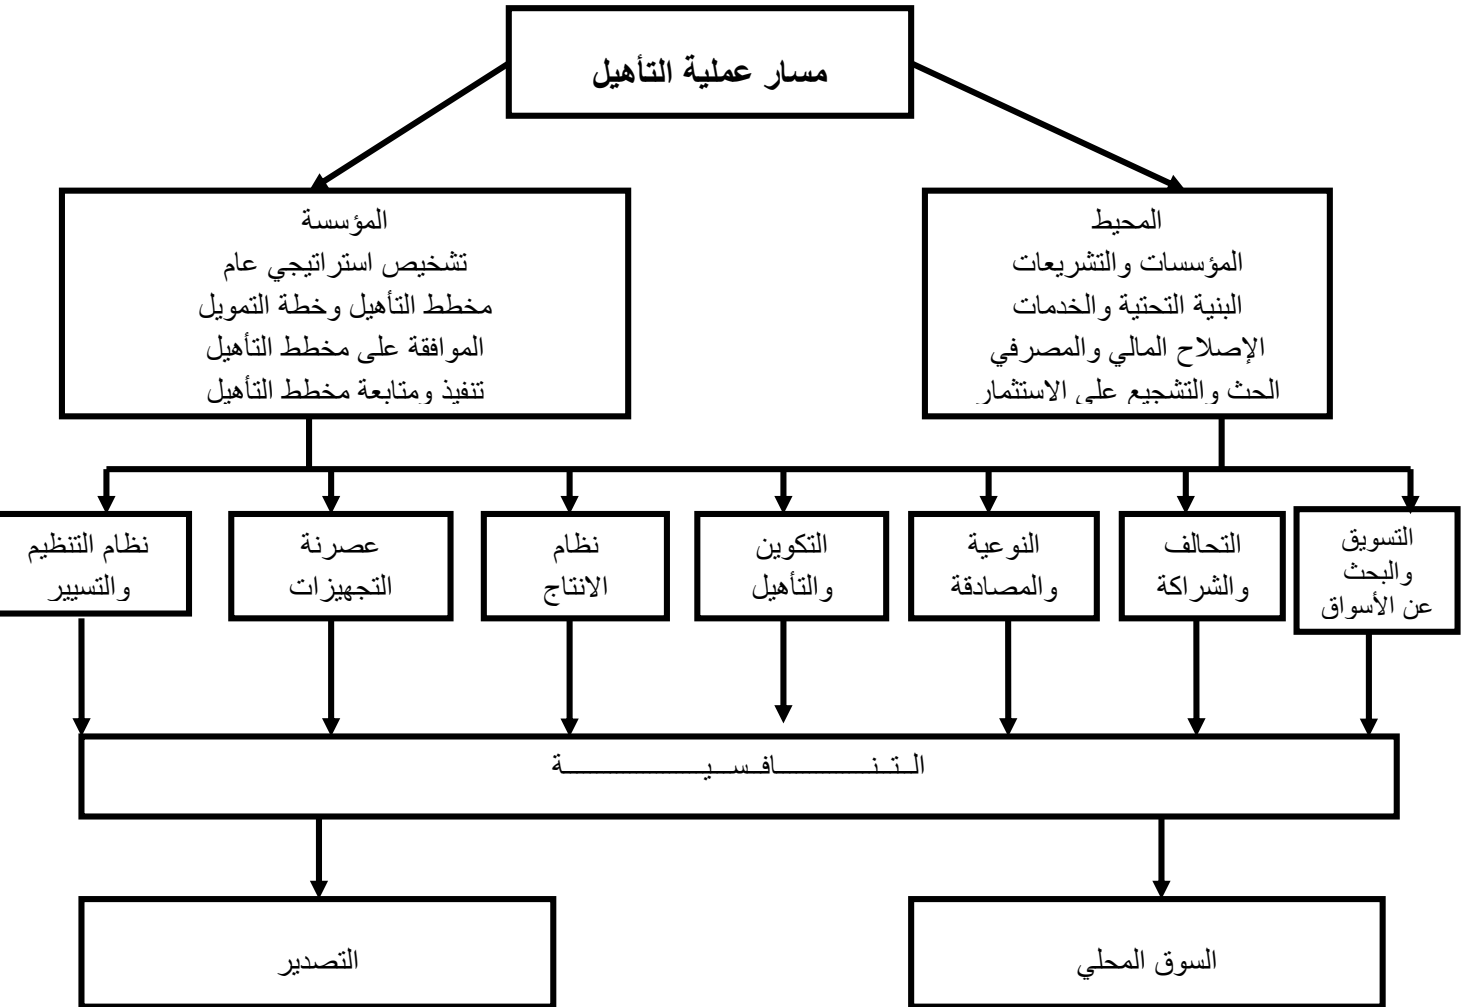 مسار عملية التأهيل
المحيط
المؤسسات والتشريعات
البنية التحتية والخدمات
الإصلاح المالي والمصرفي
الحث والتشجيع على الاستثمار
المؤسسة
تشخيص استراتيجي عام
مخطط التأهيل وخطة التمويل
الموافقة على مخطط التأهيل
تنفيذ ومتابعة مخطط التأهيل
التسويق
والبحث
عن الأسواق
التحالف
والشراكة
النوعية
والمصادقة
التكوين
والتأهيل
نظام
الانتاج
عصرنة
التجهيزات
نظام التنظيم
والتسيير
الـتـنـــــــافـسـيـــــــــة
السوق المحلي
التصدير